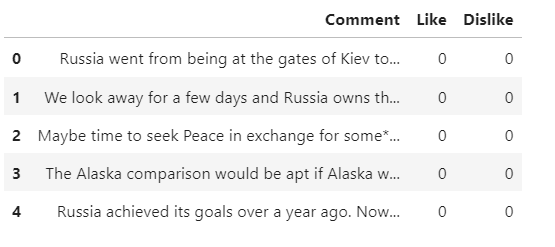 Comment Like Dislike
0 Russia went from being at the gates of Kiev to... 0 0
1 We look away for a few days and Russia owns th... 0 0
2 Maybe time to seek Peace in exchange for some*... 0 0
3 The Alaska comparison would be apt if Alaska w... 0 0
4 Russia achieved its goals over a year ago. Now... 0 0